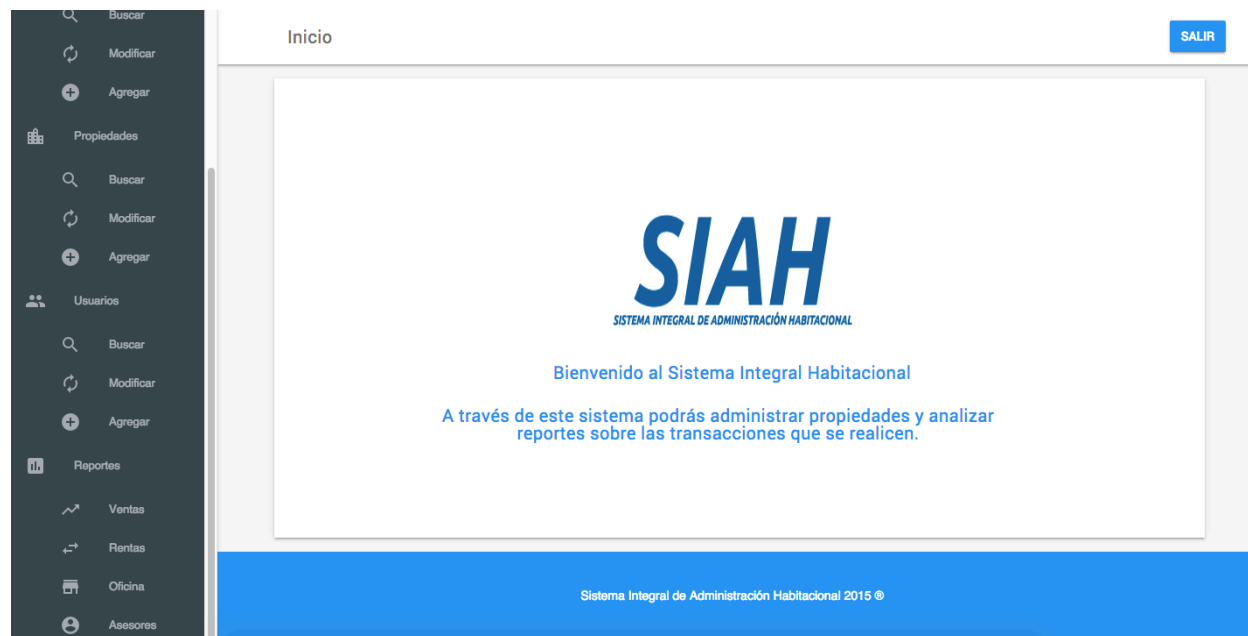 Buscar
Modificar
Agregar
Propiedades
Buscar
Modificar
Agregar
Usuarios
Buscar
Modificar
Agregar
Reportes
Ventas
Rentas
Oficina
Asesores
Inicio
SALIR
SIAH
SISTEMA INTEGRAL DE ADMINISTRACIÓN HABITACIONAL
Bienvenido al Sistema Integral Habitacional
A través de este sistema podrás administrar propiedades y analizar
reportes sobre las transacciones que se realicen.
Sistema Integral de Administración Habitacional 2015 ®